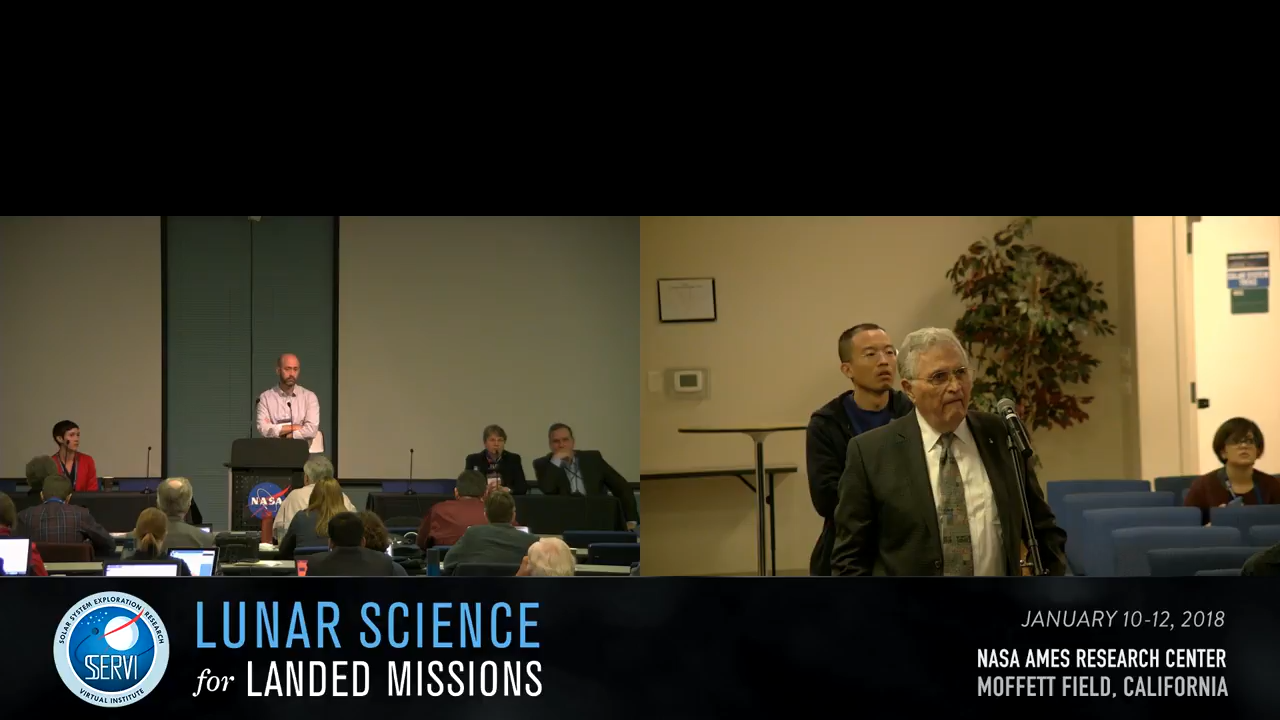 NASA
SOLAR SYSTEM EXPLORATION RESEARCH
SSERVI
VIRTUAL INSTITUTE
LUNAR SCIENCE
for LANDED MISSIONS
JANUARY 10-12, 2018
NASA AMES RESEARCH CENTER
MOFFETT FIELD, CALIFORNIA